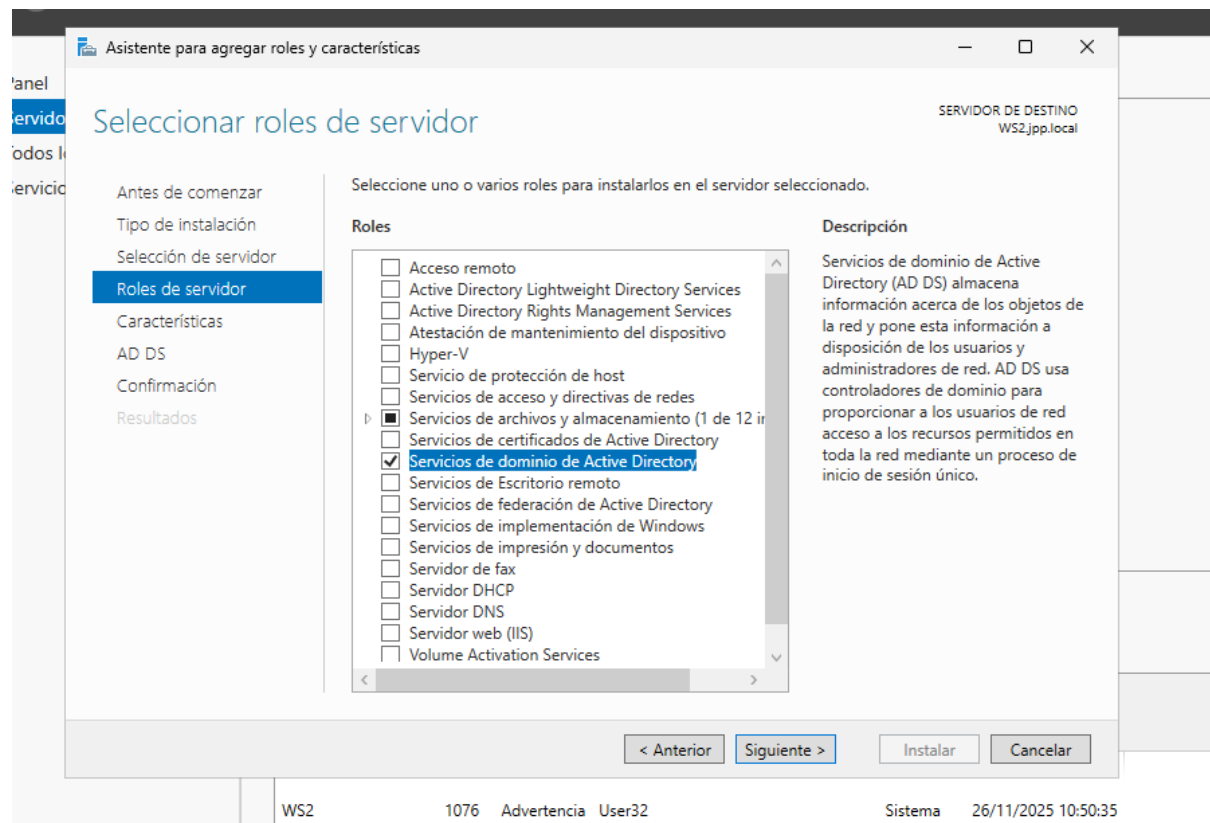 Asistente para agregar roles y características
Panel
Seleccionar roles de servidor
SERVIDOR DE DESTINO
WS2.jpp.local
Antes de comenzar
Tipo de instalación
Selección de servidor
Roles de servidor
Características
AD DS
Confirmación
Resultados
Seleccione uno o varios roles para instalarlos en el servidor seleccionado.
Roles
Acceso remoto
Active Directory Lightweight Directory Services
Active Directory Rights Management Services
Atestación de mantenimiento del dispositivo
Hyper-V
Servicio de protección de host
Servicios de acceso y directivas de redes
Servicios de archivos y almacenamiento (1 de 12 in
Servicios de certificados de Active Directory
Servicios de dominio de Active Directory
Servicios de Escritorio remoto
Servicios de federación de Active Directory
Servicios de implementación de Windows
Servicios de impresión y documentos
Servidor de fax
Servidor DHCP
Servidor DNS
Servidor web (IIS)
Volume Activation Services
Descripción
Servicios de dominio de Active
Directory (AD DS) almacena
información acerca de los objetos de
la red y pone esta información a
disposición de los usuarios y
administradores de red. AD DS usa
controladores de dominio para
proporcionar a los usuarios de red
acceso a los recursos permitidos en
toda la red mediante un proceso de
inicio de sesión único.
< Anterior
Siguiente >
Instalar
Cancelar
WS2 1076 Advertencia User32 Sistema 26/11/2025 10:50:35